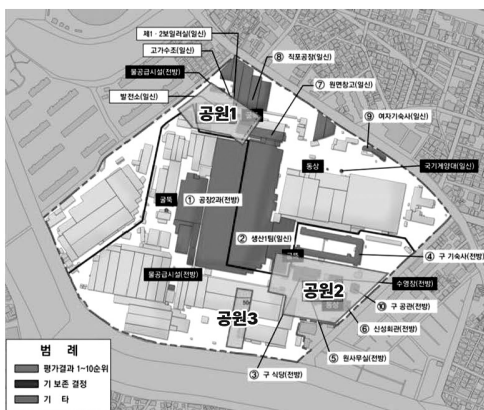 제1·2보일러실(일신)
고가수조(일신)
⑧ 직포공장(일신)
물공급시설(전방)
⑦ 원면창고(일신)
발전소(일신)
공원1
⑨ 여자기숙사(일신)
동상
국기게양대(일신)
굴뚝
① 공장2과(전방)
② 생산1팀(일신)
④ 구 기숙사(전방)
물공급시설(전방)
수영장(전방)
공원2
⑩ 구 공관(전방)
공원3
⑥ 신성회관(전방)
⑤ 원사무실(전방)
③ 구 식당(전방)
범 례
평가결과 1~10순위
기 보존 결정
기 타